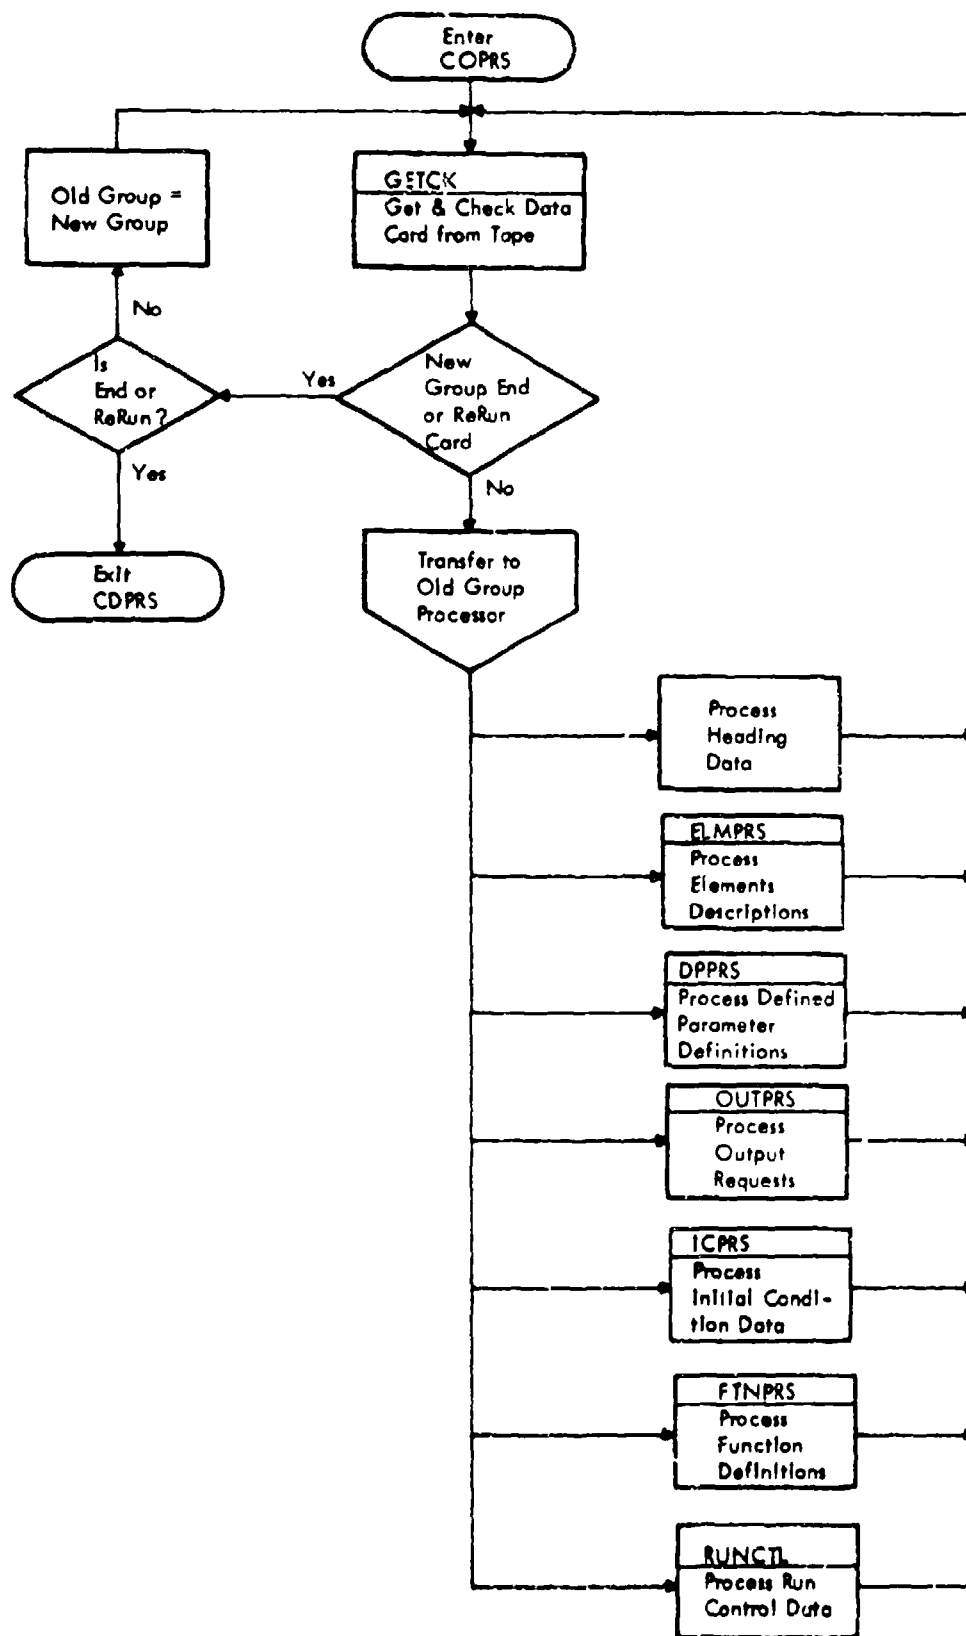 Enter
COPRS
Old Group =
New Group
GETCK
Get & Check Data
Card from Tape
No
Is
End or
ReRun?
Yes
New
Group End
or ReRun
Card
Yes
No
Exit
CDPRS
Transfer to
Old Group
Processor
Process
Heading
Data
ELMPRS
Process
Elements
Descriptions
DPPRS
Process Defined
Parameter
Definitions
OUTPRS
Process
Output
Requests
ICPRS
Process
Initial Condi-
tion Data
FTNPRS
Process
Function
Definitions
RUNCTL
Process Run
Control Data